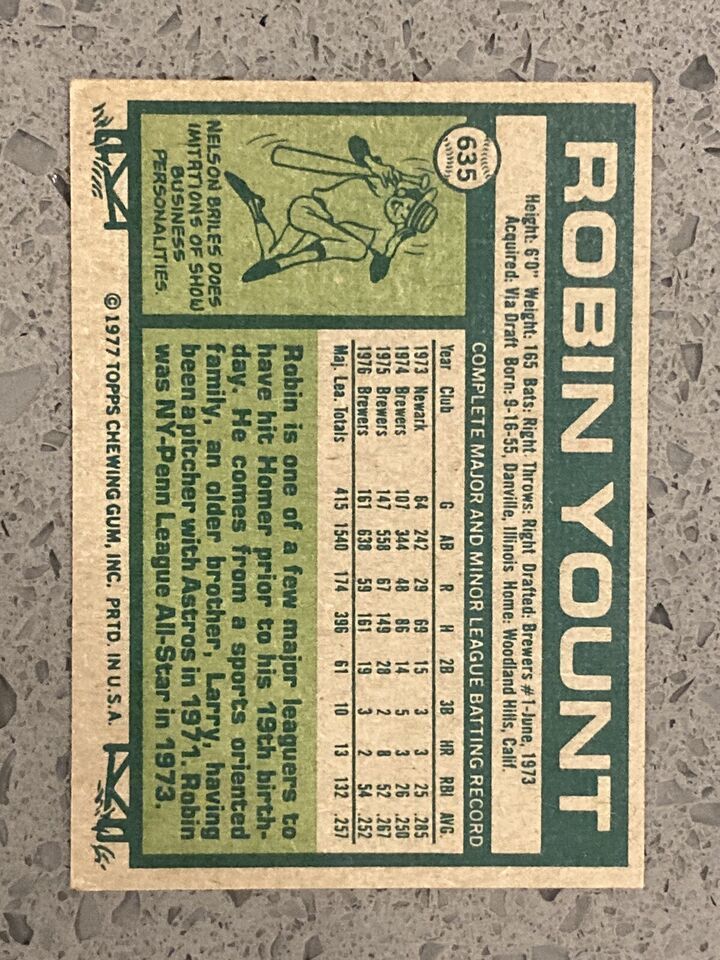 635
ROBIN YOUNT
Height: 6'0" Weight: 165 Bats: Right Throws: Right Drafted: Brewers #1-June, 1973
Acquired: Via Draft Born: 9-16-55, Danville, Illinois Home: Woodland Hills, Calif.
COMPLETE MAJOR AND MINOR LEAGUE BATTING RECORD
Year Club G AB R H 2B 3B HR RBI AVG.
1973 Newark 64 242 29 69 15 3 3 25 .285
1974 Brewers 107 344 48 86 14 5 3 26 .250
1975 Brewers 147 558 67 149 28 2 8 52 .267
1976 Brewers 161 638 59 161 19 3 2 54 .252
Maj. Lea. Totals 415 1540 174 396 61 10 13 132 .257
NELSON BRILES DOES
IMITATIONS OF SHOW
BUSINESS
PERSONALITIES.
Robin is one of a few major leaguers to
have hit Homer prior to his 19th birth-
day. He comes from a sports oriented
family, an older brother, Larry, having
been a pitcher with Astros in 1971. Robin
was NY-Penn League All-Star in 1973.
© 1977 TOPPS CHEWING GUM, INC. PRTD. IN U.S.A.